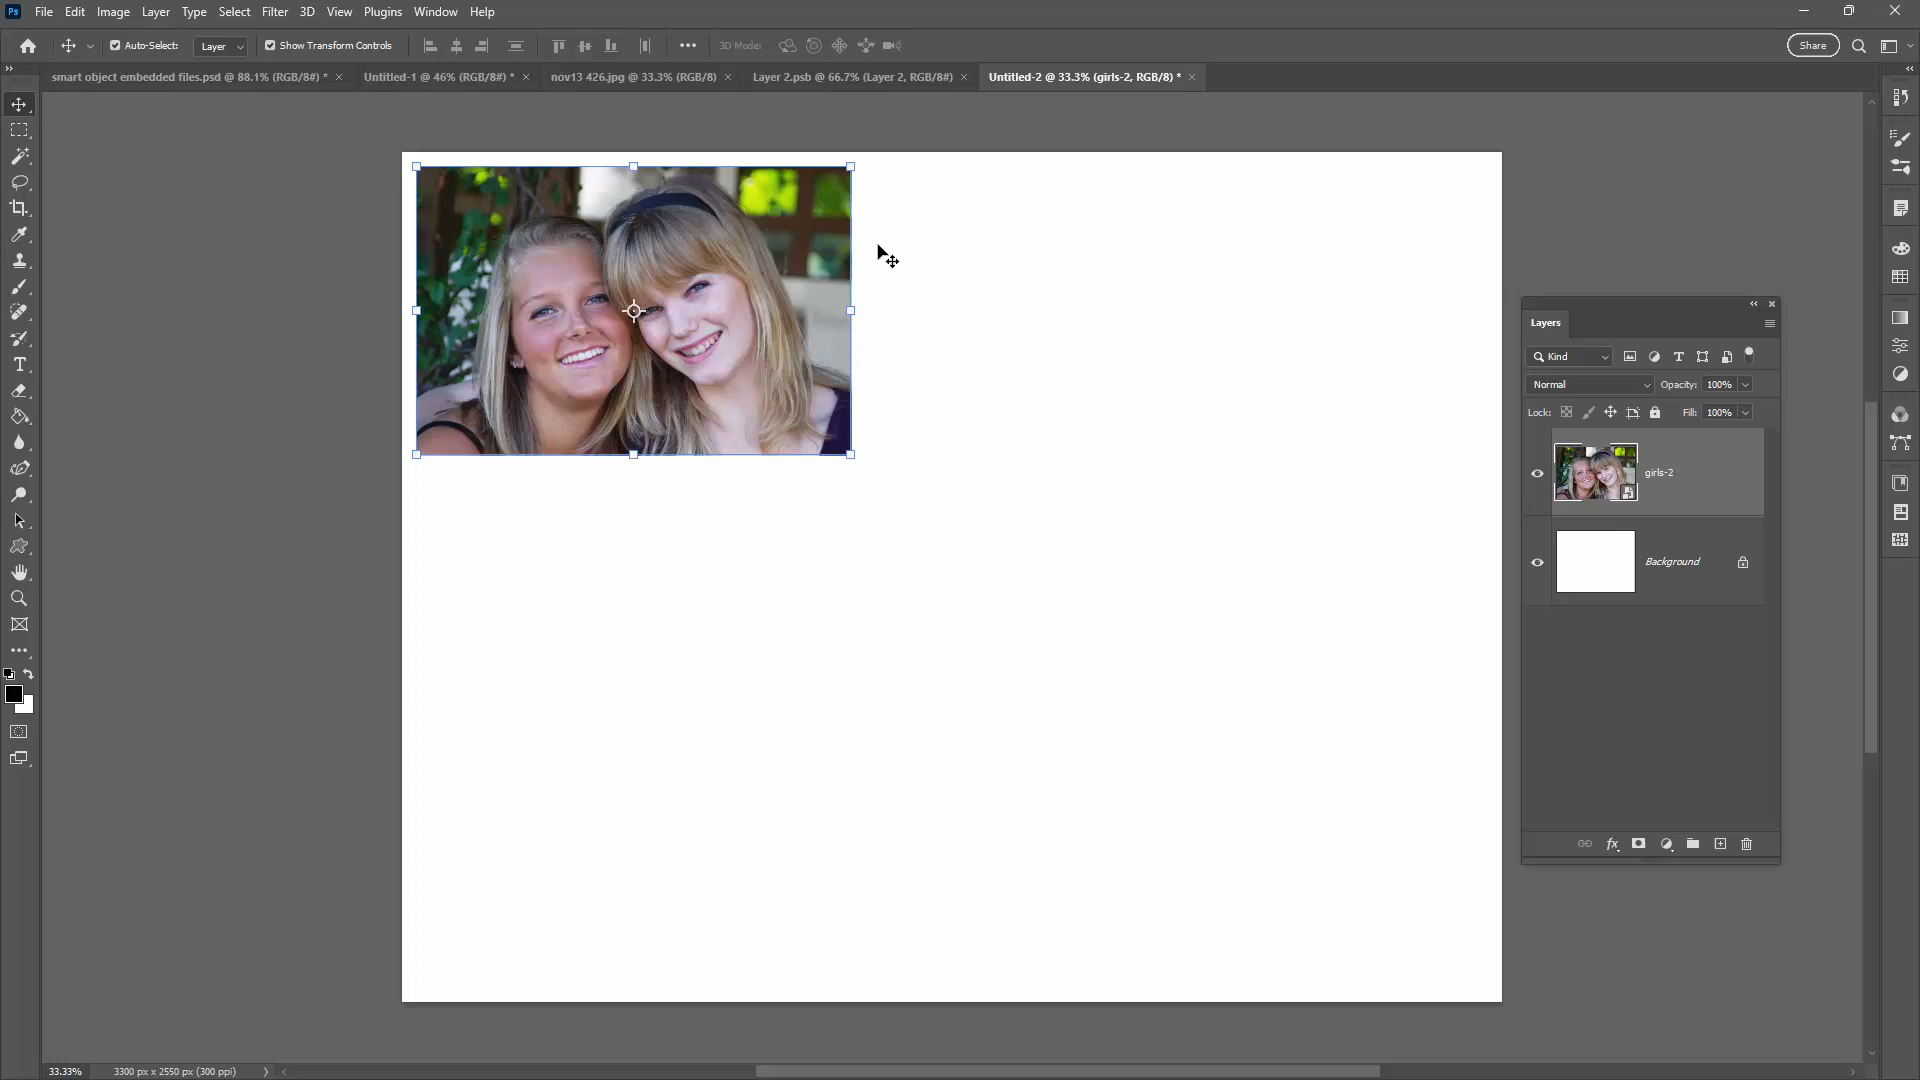 Ps File Edit Image Layer Type Select Filter 3D View Plugins Window Help
Auto-Select: Layer Show Transform Controls 3D Mode: Share
smart object embedded files.psd @ 88.1% (RGB/8#) * Untitled-1 @ 46% (RGB/8#) * nov13 426.jpg @ 33.3% (RGB/8) Layer 2.psb @ 66.7% (Layer 2, RGB/8#) Untitled-2 @ 33.3% (girls-2, RGB/8) *
Layers
Kind
Normal Opacity: 100%
Lock: Fill: 100%
girls-2
Background
fx
33.33% 3300 px x 2550 px (300 ppi)